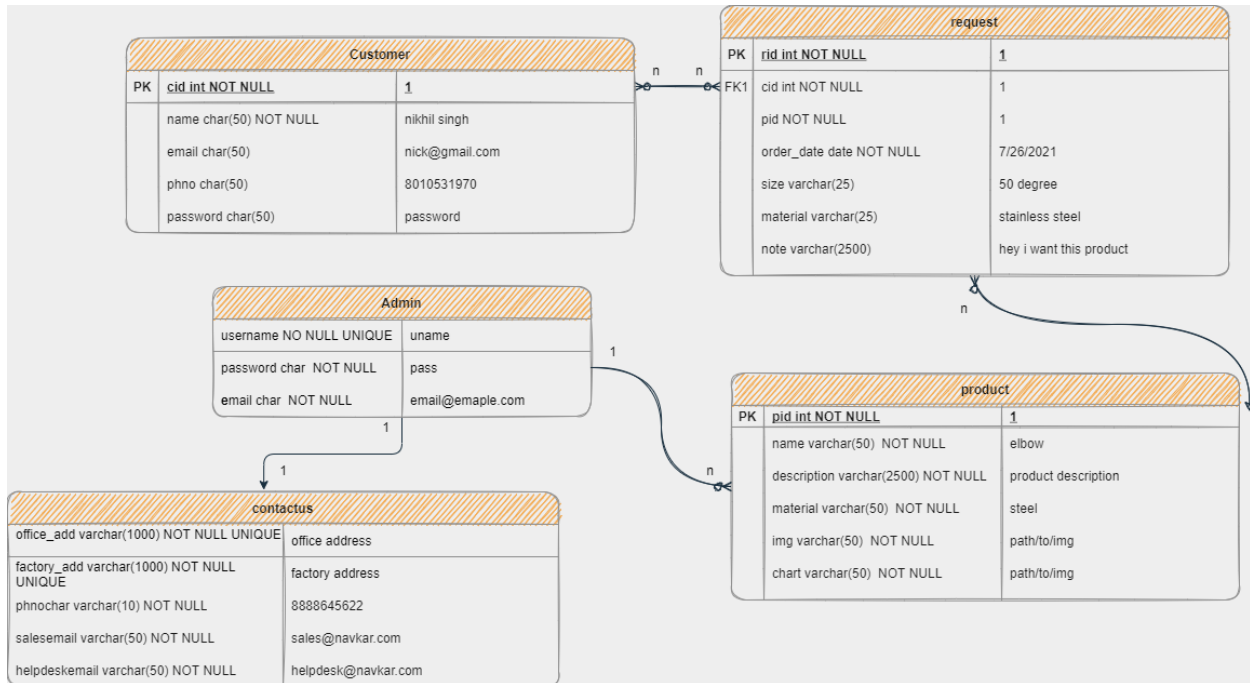 Customer
PK cid int NOT NULL 1
name char(50) NOT NULL nikhil singh
email char(50) nick@gmail.com
phno char(50) 8010531970
password char(50) password
n n
request
PK rid int NOT NULL 1
FK1 cid int NOT NULL 1
pid NOT NULL 1
order_date date NOT NULL 7/26/2021
size varchar(25) 50 degree
material varchar(25) stainless steel
note varchar(2500) hey i want this product
n
Admin
username NO NULL UNIQUE uname
password char NOT NULL pass
email char NOT NULL email@emaple.com
1
1
1
n
product
PK pid int NOT NULL 1
name varchar(50) NOT NULL elbow
description varchar(2500) NOT NULL product description
material varchar(50) NOT NULL steel
img varchar(50) NOT NULL path/to/img
chart varchar(50) NOT NULL path/to/img
contactus
office_add varchar(1000) NOT NULL UNIQUE office address
factory_add varchar(1000) NOT NULL
UNIQUE factory address
phnochar varchar(10) NOT NULL 8888645622
salesemail varchar(50) NOT NULL sales@navkar.com
helpdeskemail varchar(50) NOT NULL helpdesk@navkar.com